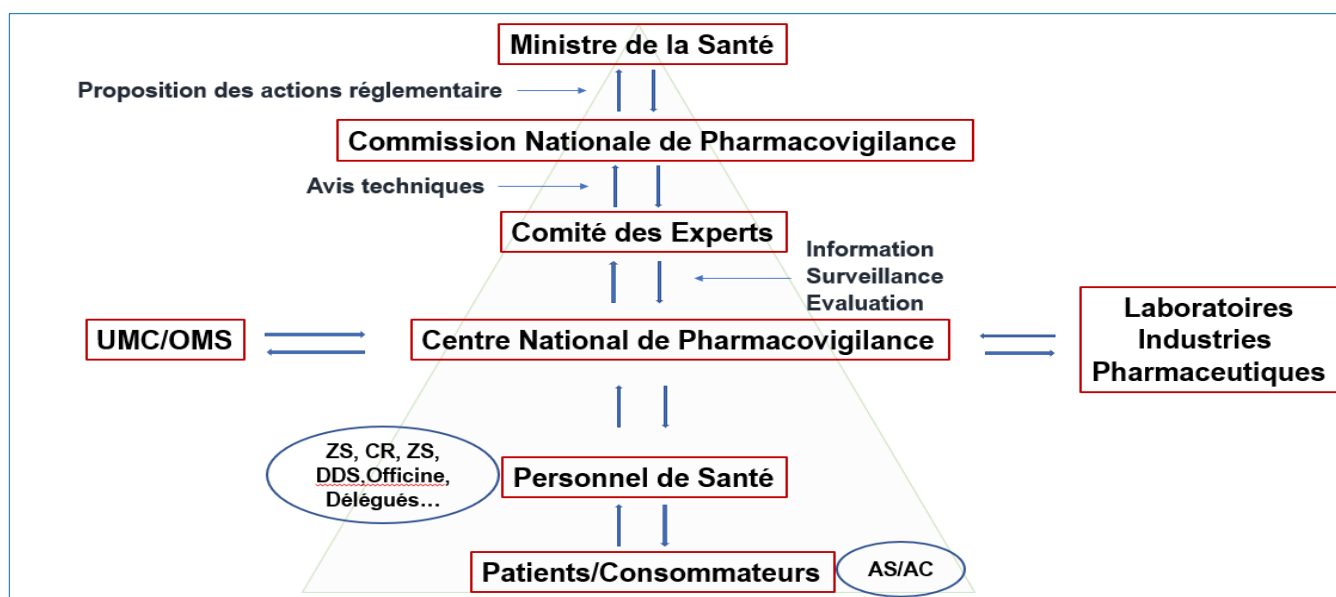 Ministre de la Santé
Proposition des actions réglementaire
Commission Nationale de Pharmacovigilance
Avis techniques
Comité des Experts
Information
Surveillance
Evaluation
UMC/OMS
Centre National de Pharmacovigilance
Laboratoires
Industries
Pharmaceutiques
ZS, CR, ZS,
DDS,Officine,
Délégués…
Personnel de Santé
Patients/Consommateurs
AS/AC